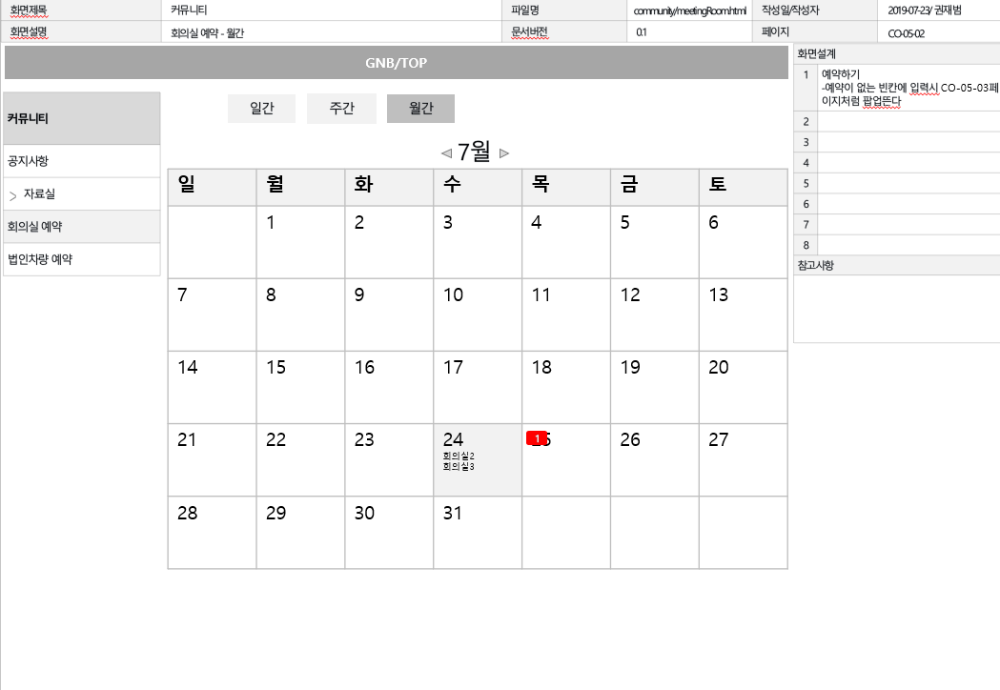 화면제목 커뮤니티 파일명 community/meetingRoom.html 작성일/작성자 2019-07-23/ 권재범
화면설명 회의실 예약 - 월간 문서버전 0.1 페이지 CO-05-02
GNB/TOP
화면설계
1 예약하기
-예약이 없는 빈칸에 입력시 CO-05-03페
이지처럼 팝업뜬다
2
3
4
5
6
7
8
참고사항
커뮤니티
공지사항
> 자료실
회의실 예약
법인차량 예약
일간 주간 월간
7월
일 월 화 수 목 금 토
1 2 3 4 5 6
7 8 9 10 11 12 13
14 15 16 17 18 19 20
21 22 23 24 1 5 26 27
회의실2
회의실3
28 29 30 31